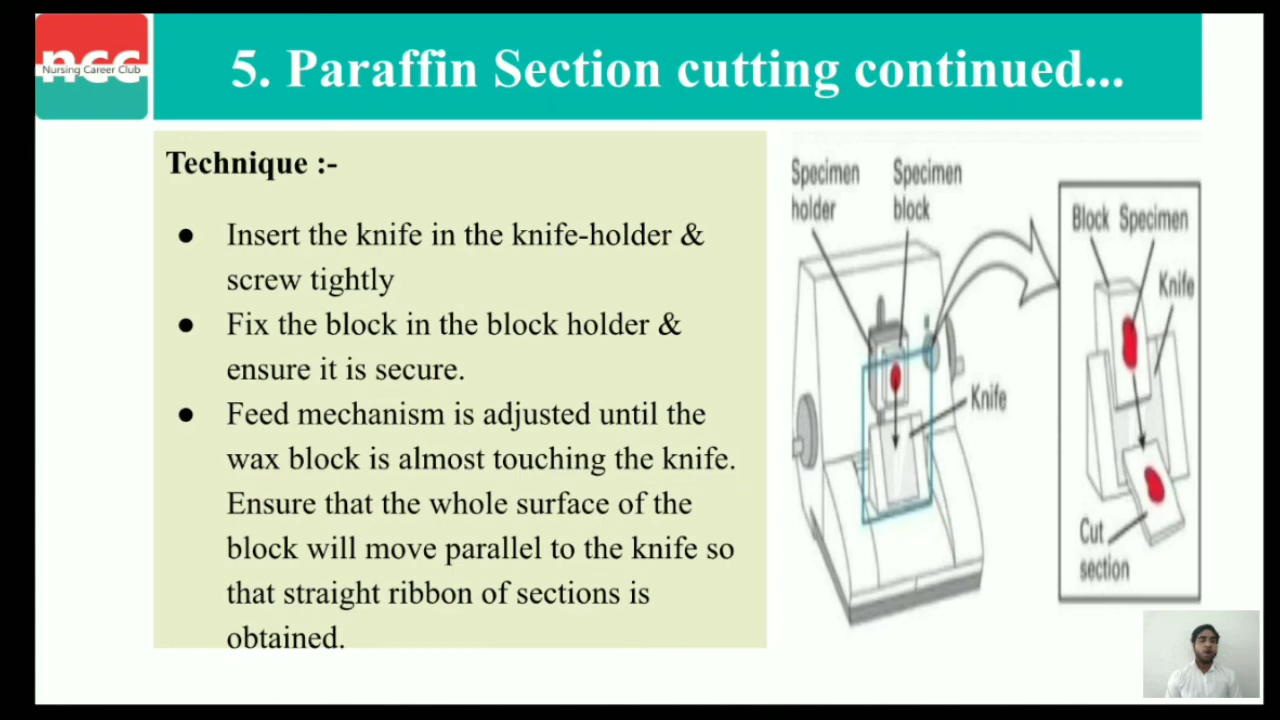 ncc
Nursing Career Club
5. Paraffin Section cutting continued...
Technique :-
● Insert the knife in the knife-holder &
screw tightly
● Fix the block in the block holder &
ensure it is secure.
● Feed mechanism is adjusted until the
wax block is almost touching the knife.
Ensure that the whole surface of the
block will move parallel to the knife so
that straight ribbon of sections is
obtained.
Specimen
holder
Specimen
block
Knife
Block Specimen
Knife
Cut
section